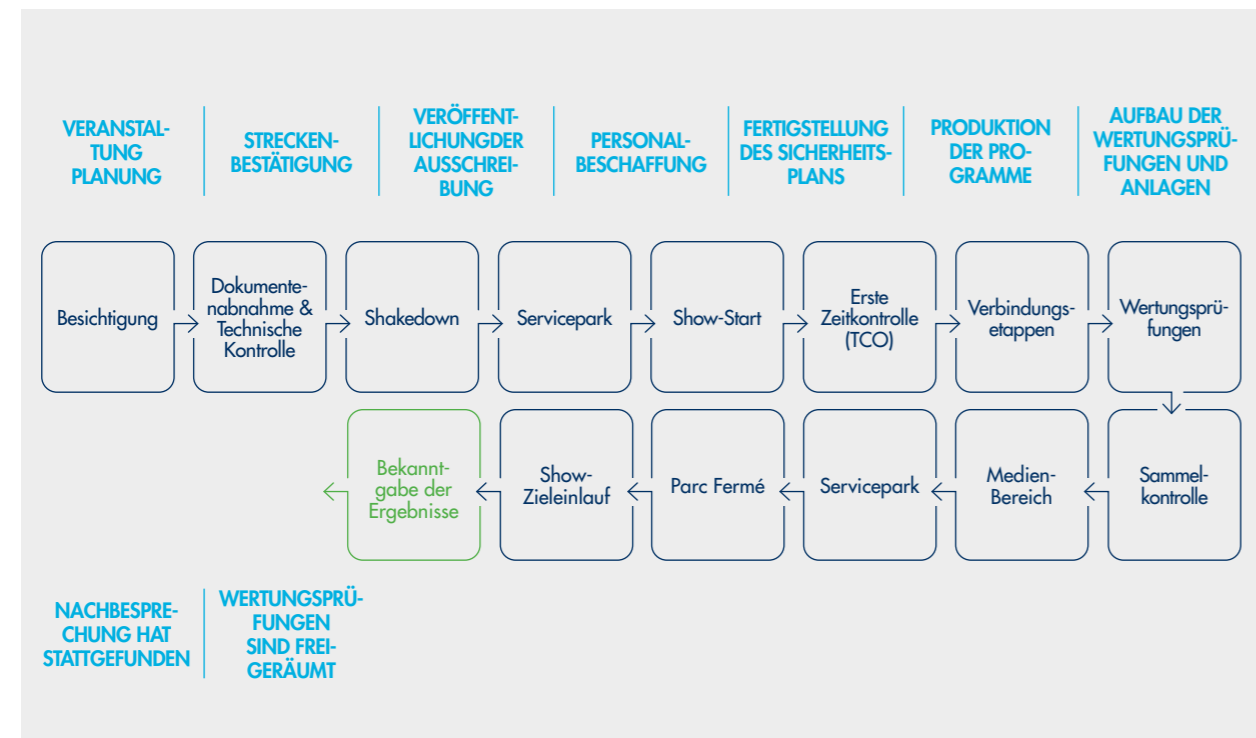 VERANSTAL-
TUNG
PLANUNG
STRECKEN-
BESTÄTIGUNG
VERÖFFENT-
LICHUNGDER
AUSSCHREI-
BUNG
PERSONAL-
BESCHAFFUNG
FERTIGSTELLUNG
DES SICHERHEITS-
PLANS
PRODUKTION
DER PRO-
GRAMME
AUFBAU DER
WERTUNGSPRÜ-
FUNGEN UND
ANLAGEN
Besichtigung
Dokumente-
nabnahme &
Technische
Kontrolle
Shakedown
Servicepark
Show-Start
Erste
Zeitkontrolle
(TCO)
Verbindungs-
etappen
Wertungsprü-
fungen
Sammel-
kontrolle
Medien-
Bereich
Servicepark
Parc Fermé
Show-
Zieleinlauf
Bekannt-
gabe der
Ergebnisse
NACHBESPRE-
CHUNG HAT
STATTGEFUNDEN
WERTUNGSPRÜ-
FUNGEN
SIND FREI-
GERÄUMT